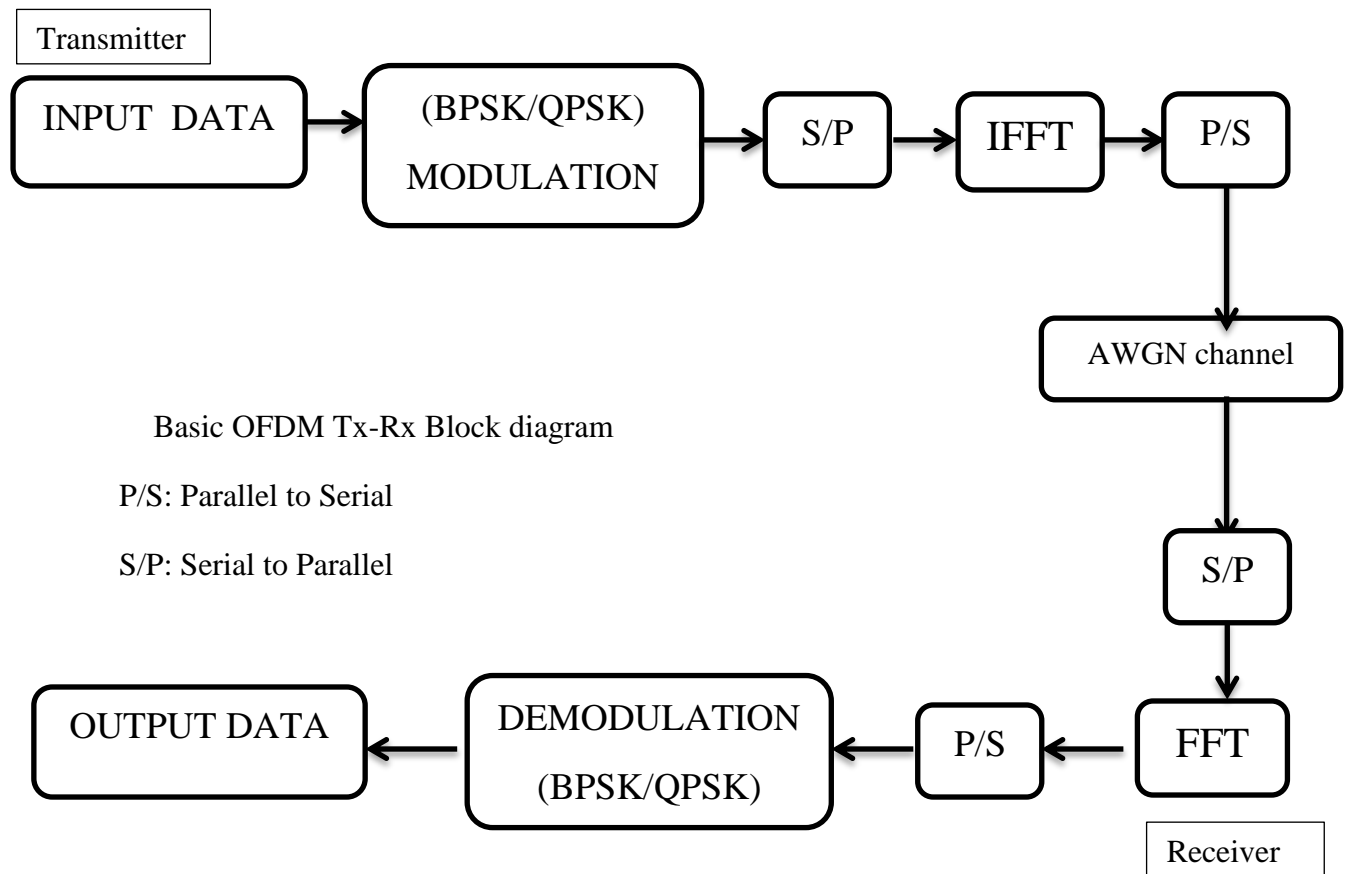 Transmitter
INPUT DATA
(BPSK/QPSK)
MODULATION
S/P
IFFT
P/S
AWGN channel
Basic OFDM Tx-Rx Block diagram
P/S: Parallel to Serial
S/P: Serial to Parallel
S/P
FFT
P/S
DEMODULATION
(BPSK/QPSK)
OUTPUT DATA
Receiver